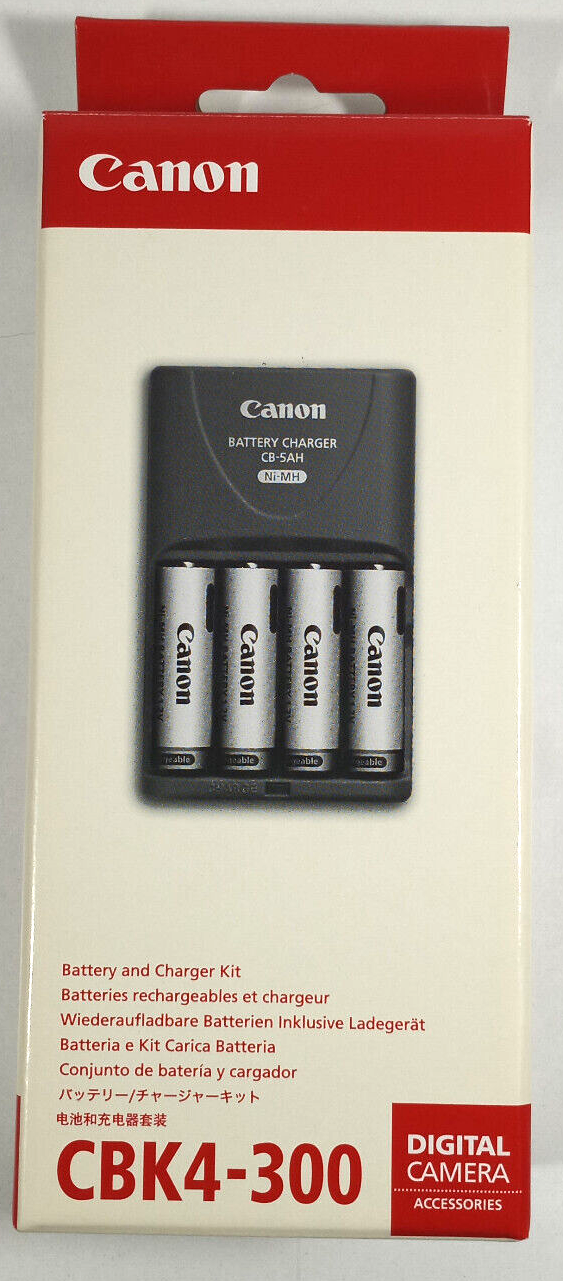 Canon
Canon
BATTERY CHARGER
CB-5AH
Ni-MH
Canon
Canon
Canon
Canon
Battery and Charger Kit
Batteries rechargeables et chargeur
Wiederaufladbare Batterien Inklusive Ladegerät
Batteria e Kit Carica Batteria
Conjunto de batería y cargador
バッテリー/チャージャーキット
电池和充电器套装
CBK4-300
DIGITAL
CAMERA
ACCESSORIES